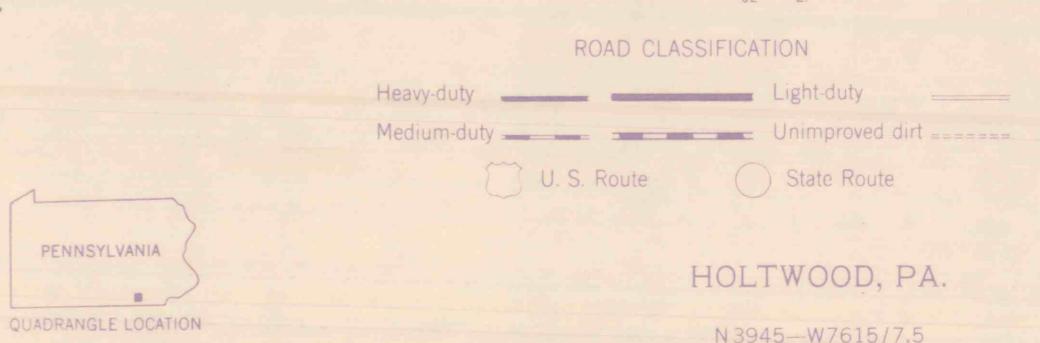 ROAD CLASSIFICATION
Heavy-duty Light-duty
Medium-duty Unimproved dirt
U. S. Route State Route
PENNSYLVANIA
QUADRANGLE LOCATION
HOLTWOOD, PA.
N3945—W7615/7.5